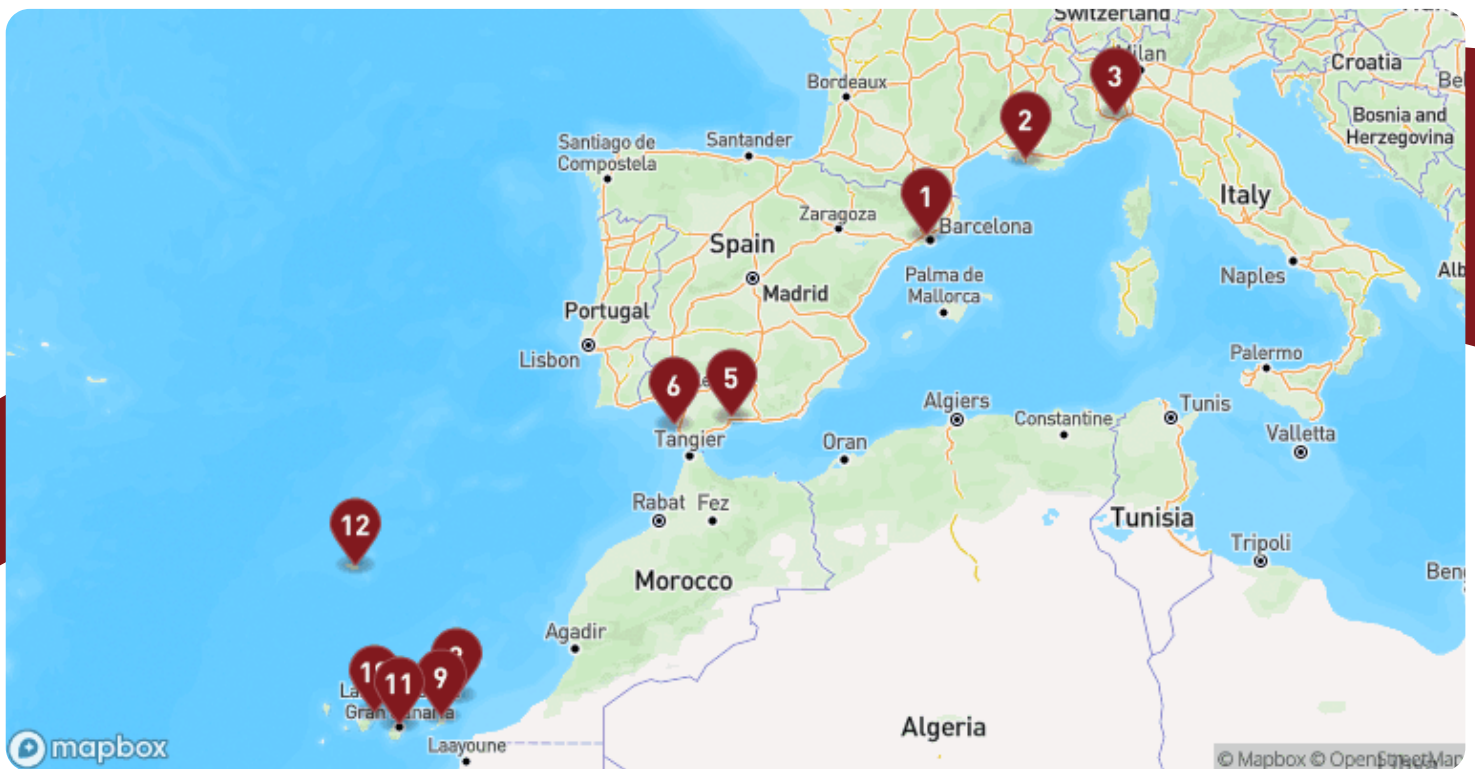 Switzerland
Milan
Croatia
3
Bordeaux
Bosnia and
Herzegovina
2
Santiago de
Compostela
Santander
1
Italy
Zaragoza
Barcelona
Spain
Palma de
Mallorca
Naples
Madrid
Portugal
Lisbon
Palermo
6
5
Algiers
Constantine
Tunis
Tangier
Oran
Valletta
Rabat
Fez
12
Tunisia
Tripoli
Morocco
Agadir
9
11
Gran Canaria
Algeria
Laayoune
mapbox
© Mapbox © OpenStreetMap